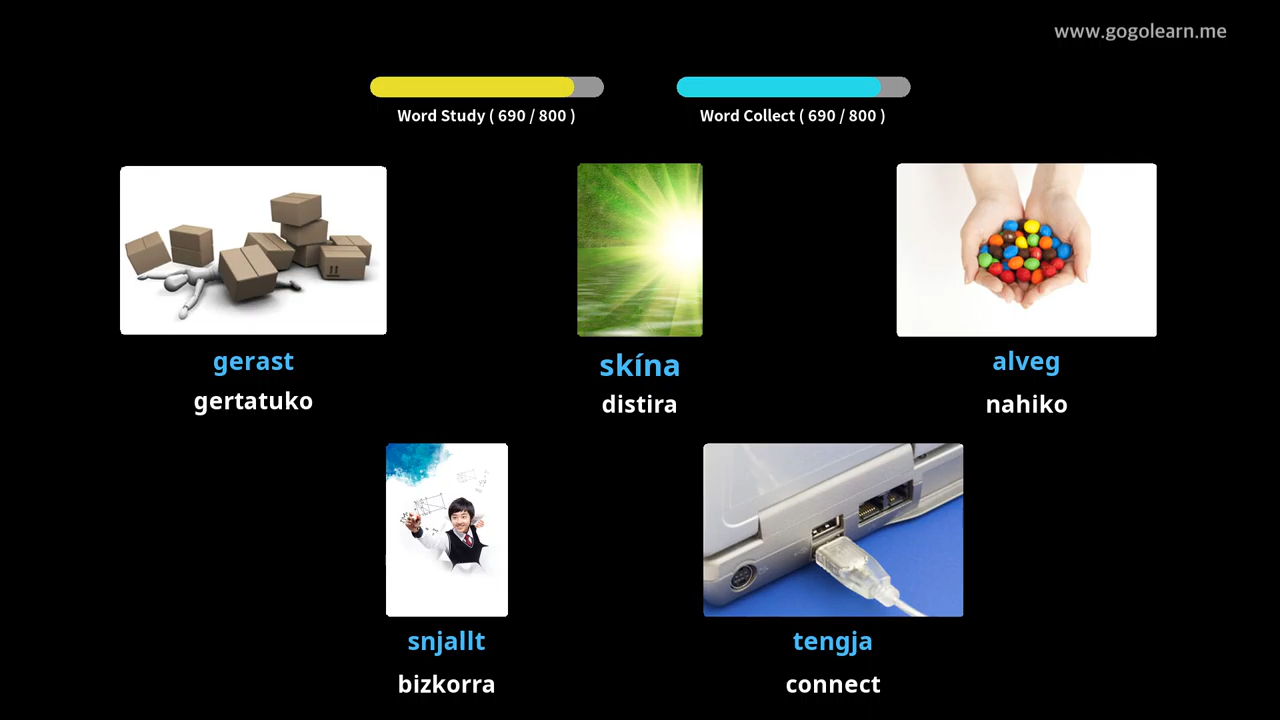 www.gogolearn.me
Word Study ( 690 / 800 )
Word Collect ( 690 / 800 )
gerast
gertatuko
skína
distira
alveg
nahiko
snjallt
bizkorra
tengja
connect